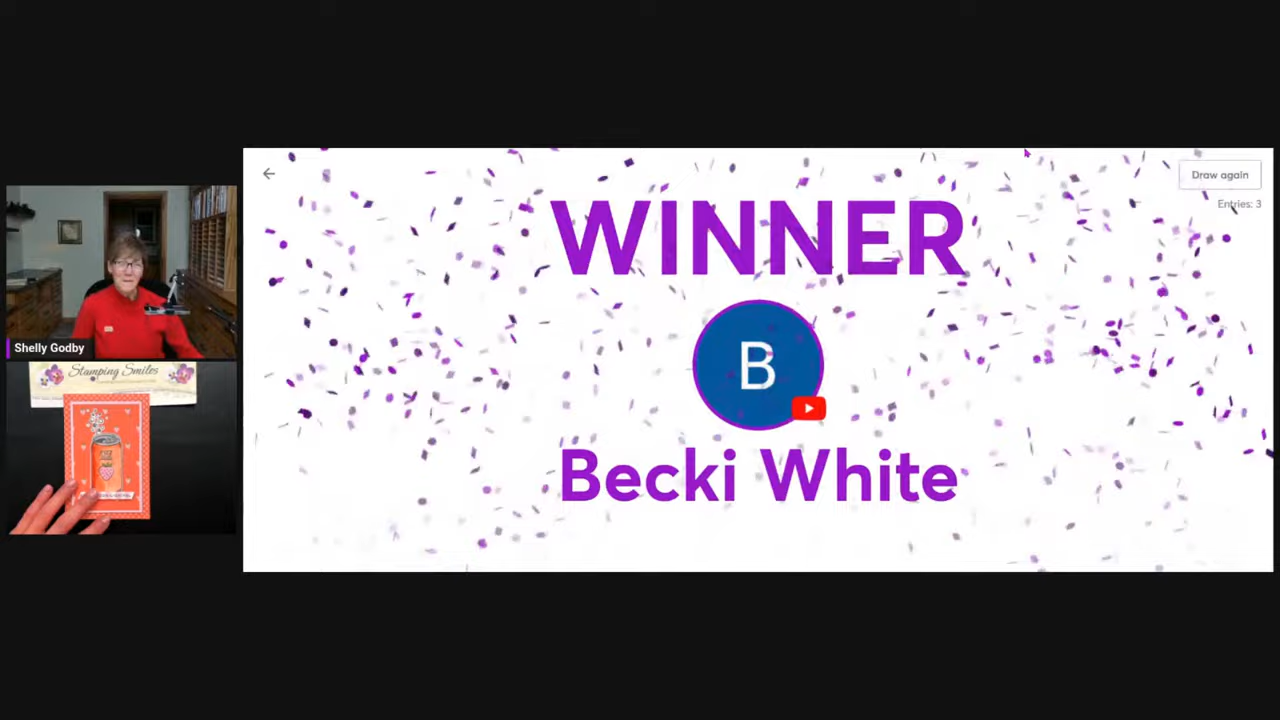 Draw again
Entries: 3
WINNER
B
Becki White
Shelly Godby
Stamping Smiles